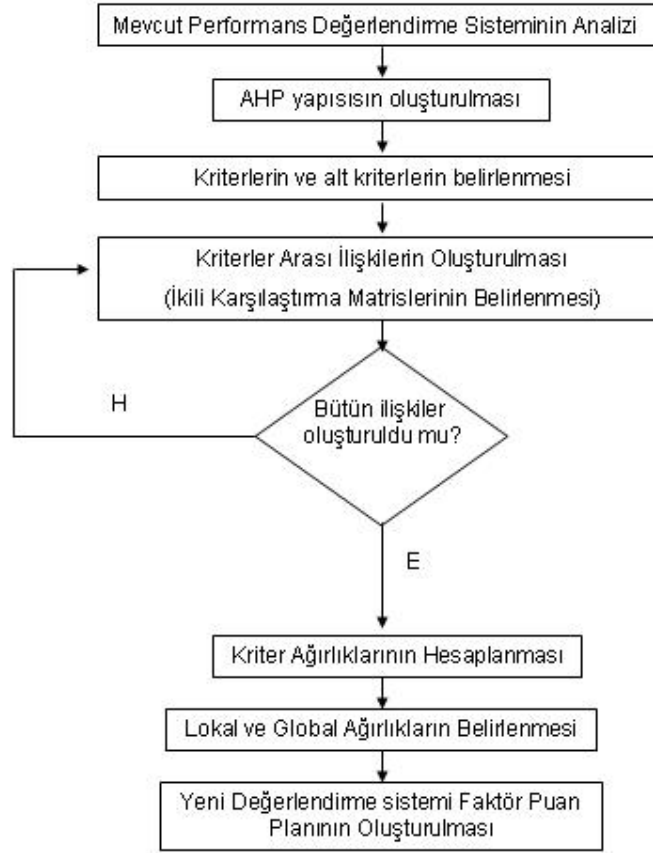 Mevcut Performans Değerlendirme Sisteminin Analizi
AHP yapısısın oluşturulması
Kriterlerin ve alt kriterlerin belirlenmesi
Kriterler Arası İlişkilerin Oluşturulması
(İkili Karşılaştırma Matrislerinin Belirlenmesi)
Bütün ilişkiler
oluşturuldu mu?
H
E
Kriter Ağırlıklarının Hesaplanması
Lokal ve Global Ağırlıkların Belirlenmesi
Yeni Değerlendirme sistemi Faktör Puan
Planının Oluşturulması